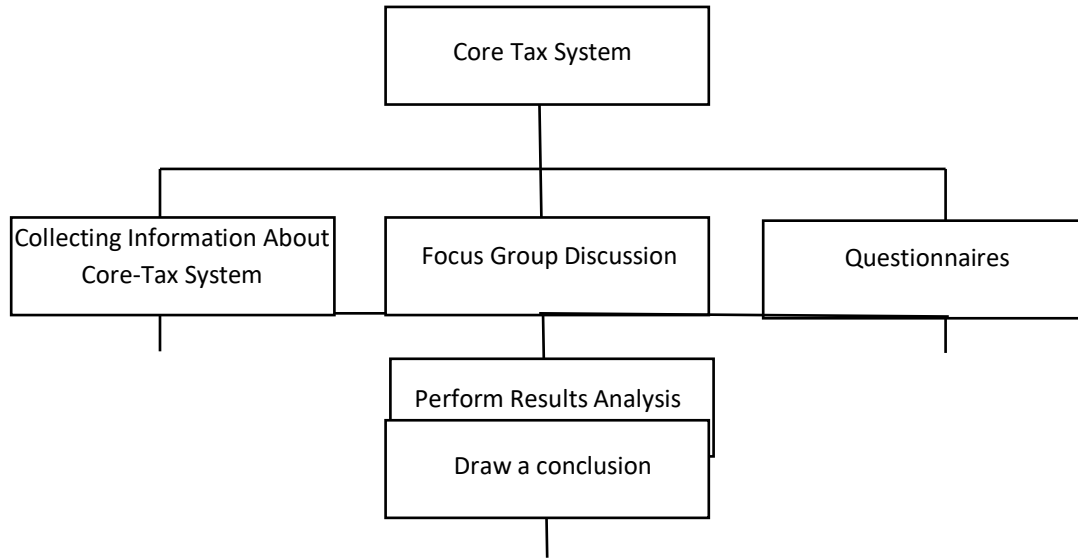 Core Tax System
Collecting Information About
Core-Tax System
Focus Group Discussion
Questionnaires
Perform Results Analysis
Draw a conclusion